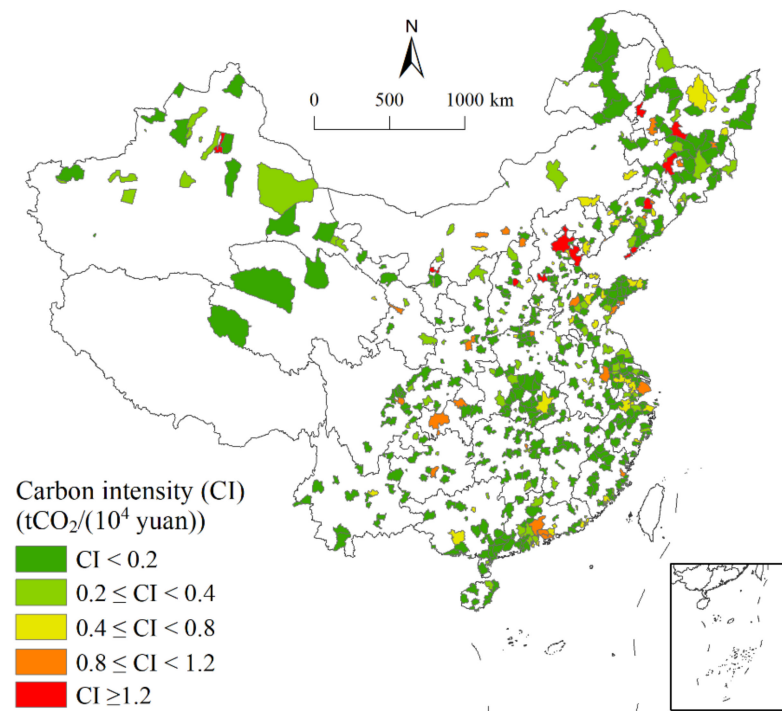 N
0 500 1000 km
Carbon intensity (CI)
(tCO₂/(10⁴ yuan))
CI < 0.2
0.2 ≤ CI < 0.4
0.4 ≤ CI < 0.8
0.8 ≤ CI < 1.2
CI ≥1.2